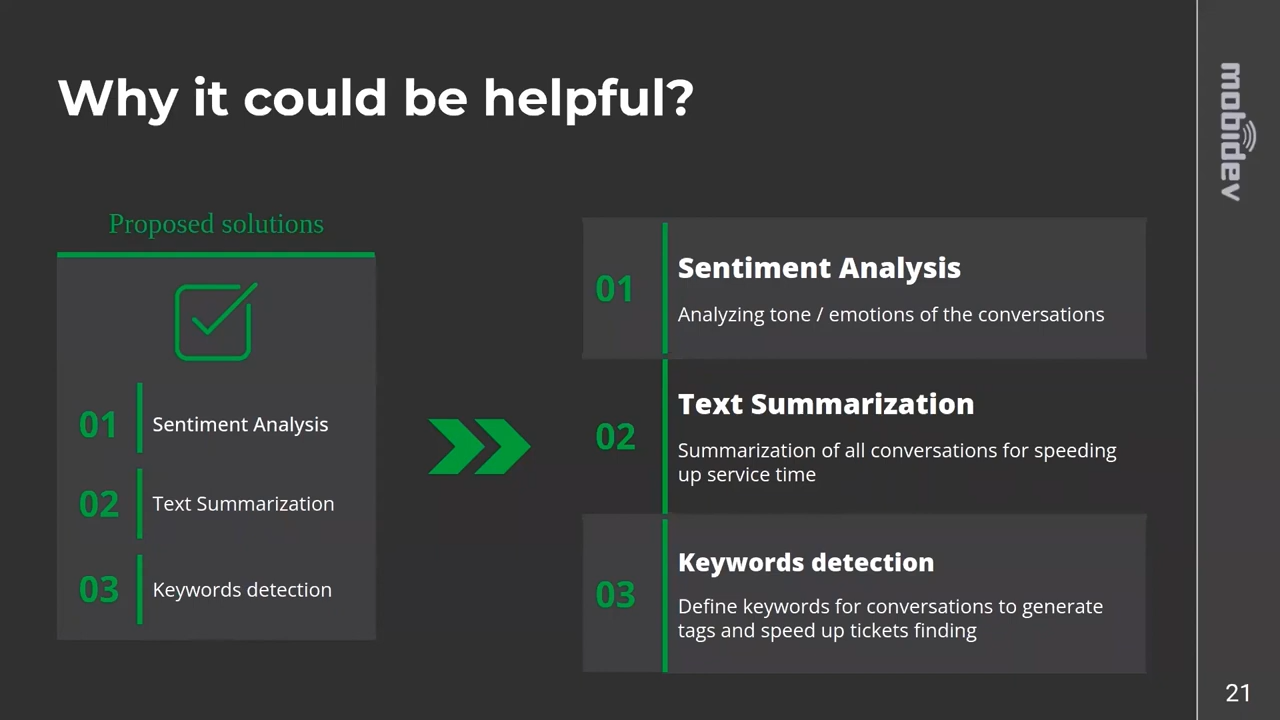 Why it could be helpful?
mobidev
Proposed solutions
01
Sentiment Analysis
02
Text Summarization
03
Keywords detection
01
Sentiment Analysis
Analyzing tone / emotions of the conversations
02
Text Summarization
Summarization of all conversations for speeding
up service time
03
Keywords detection
Define keywords for conversations to generate
tags and speed up tickets finding
21